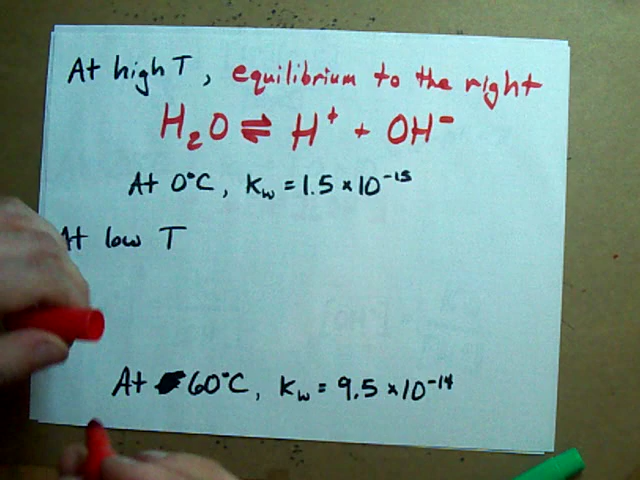 At high T, equilibrium to the right
H₂O ⇌ H⁺ + OH⁻
At 0°C, Kw = 1.5 × 10⁻¹⁵
At low T
At 60°C, Kw = 9.5 × 10⁻¹⁴